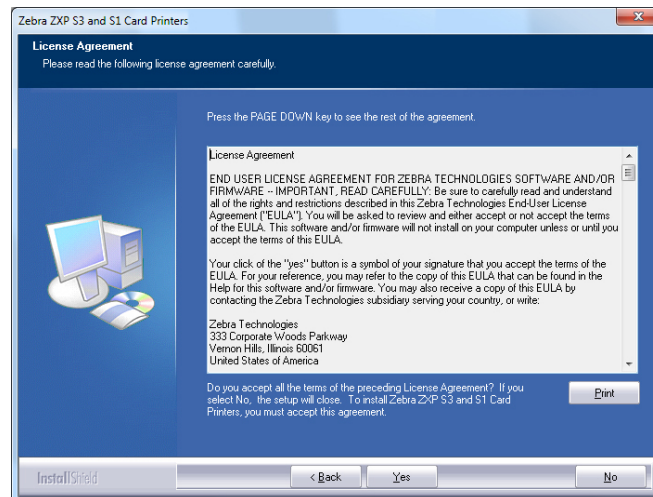 Zebra ZXP S3 and S1 Card Printers
License Agreement
Please read the following license agreement carefully.
Press the PAGE DOWN key to see the rest of the agreement.
License Agreement
END USER LICENSE AGREEMENT FOR ZEBRA TECHNOLOGIES SOFTWARE AND/OR
FIRMWARE -- IMPORTANT, READ CAREFULLY: Be sure to carefully read and understand
all of the rights and restrictions described in this Zebra Technologies End-User License
Agreement ("EULA"). You will be asked to review and either accept or not accept the terms
of the EULA. This software and/or firmware will not install on your computer unless or until you
accept the terms of this EULA.
Your click of the "yes" button is a symbol of your signature that you accept the terms of the
EULA. For your reference, you may refer to the copy of this EULA that can be found in the
Help for this software and/or firmware. You may also receive a copy of this EULA by
contacting the Zebra Technologies subsidiary serving your country, or write:
Zebra Technologies
333 Corporate Woods Parkway
Vernon Hills, Illinois 60061
United States of America
Do you accept all the terms of the preceding License Agreement? If you
select No, the setup will close. To install Zebra ZXP S3 and S1 Card
Printers, you must accept this agreement.
Print
InstallShield
< Back
Yes
No